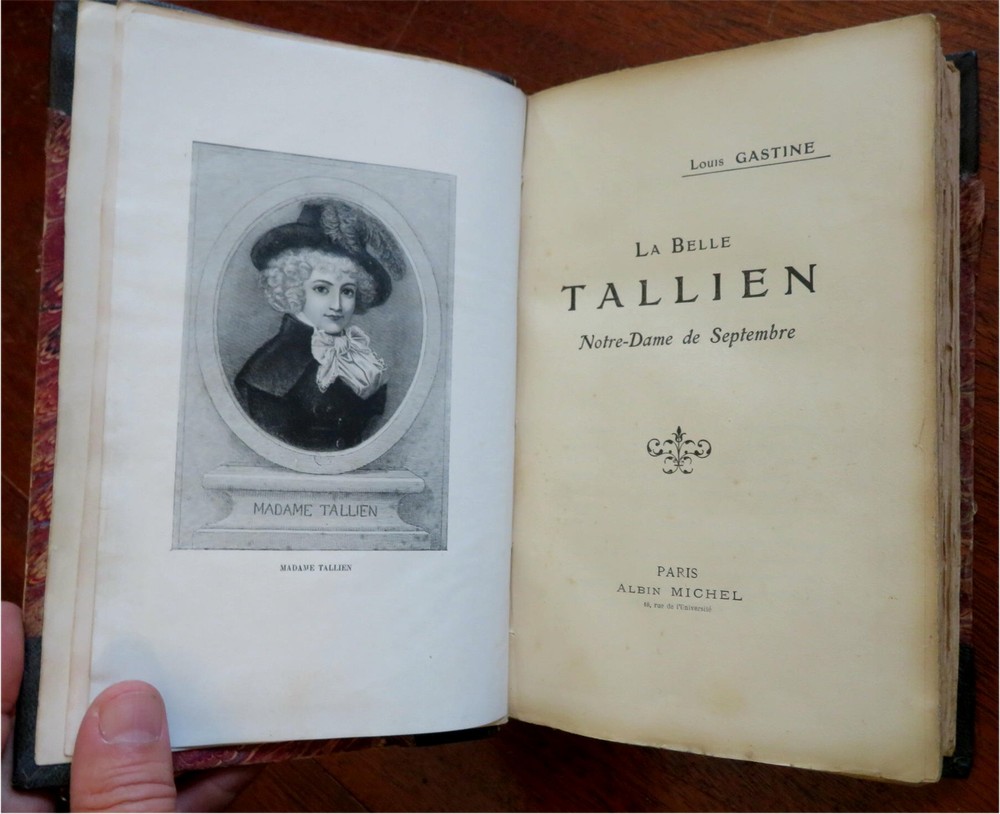 MADAME TALLIEN
MADAME TALLIEN
Louis GASTINE
LA BELLE
TALLIEN
Notre-Dame de Septembre
PARIS
ALBIN MICHEL
rue de l'Université